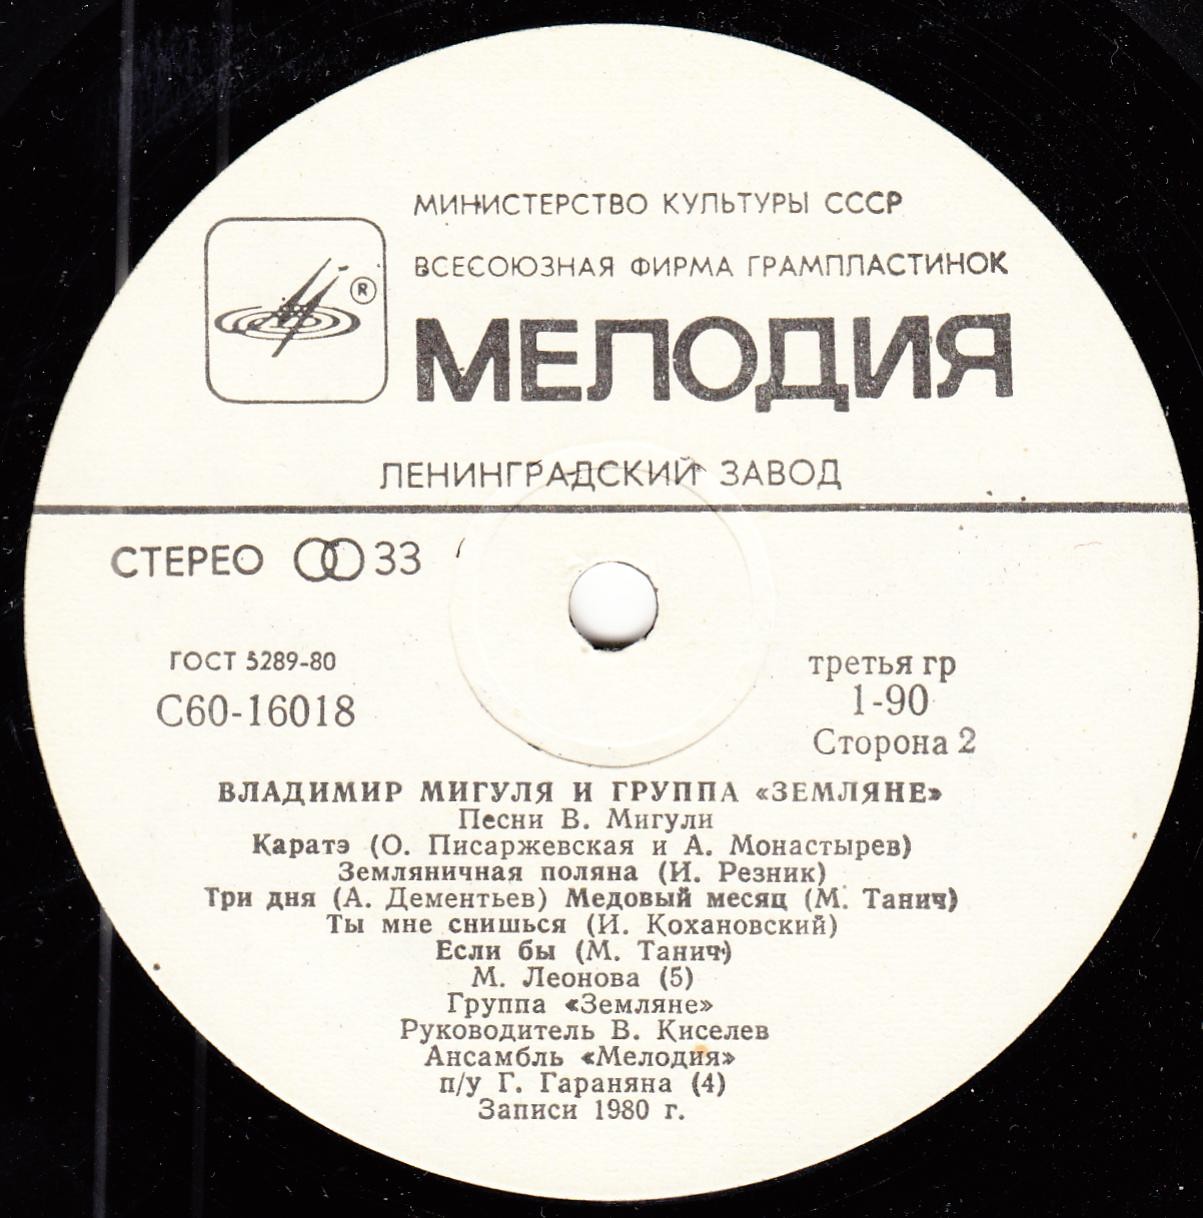 МИНИСТЕРСТВО КУЛЬТУРЫ СССР
ВСЕСОЮЗНАЯ ФИРМА ГРАМПЛАСТИНОК
®
МЕЛОДИЯ
ЛЕНИНГРАДСКИЙ ЗАВОД
СТЕРЕО 33
ГОСТ 5289-80
С60-16018
третья гр
1-90
Сторона 2
ВЛАДИМИР МИГУЛЯ И ГРУППА «ЗЕМЛЯНЕ»
Песни В. Мигули
Каратэ (О. Писаржевская и А. Монастырев)
Земляничная поляна (И. Резник)
Три дня (А. Дементьев) Медовый месяц (М. Танич)
Ты мне снишься (И. Кохановский)
Если бы (М. Танич)
М. Леонова (5)
Группа «Земляне»
Руководитель В. Киселев
Ансамбль «Мелодия»
п/у Г. Гараняна (4)
Записи 1980 г.